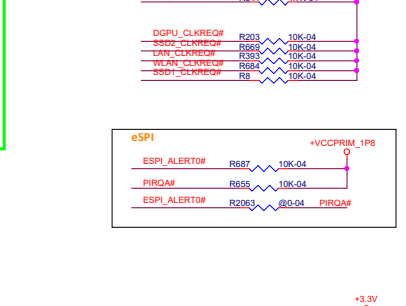 DGPU_CLKREQ# R203 10K-04
SSD2_CLKREQ# R669 10K-04
LAN_CLKREQ# R393 10K-04
WLAN_CLKREQ# R684 10K-04
SSD1_CLKREQ# R8 10K-04
eSPI
+VCCPRIM_1P8
ESPI_ALERT0# R687 10K-04
PIRQA# R655 10K-04
ESPI_ALERT0# R2063 @0-04 PIRQA#
+3.3V